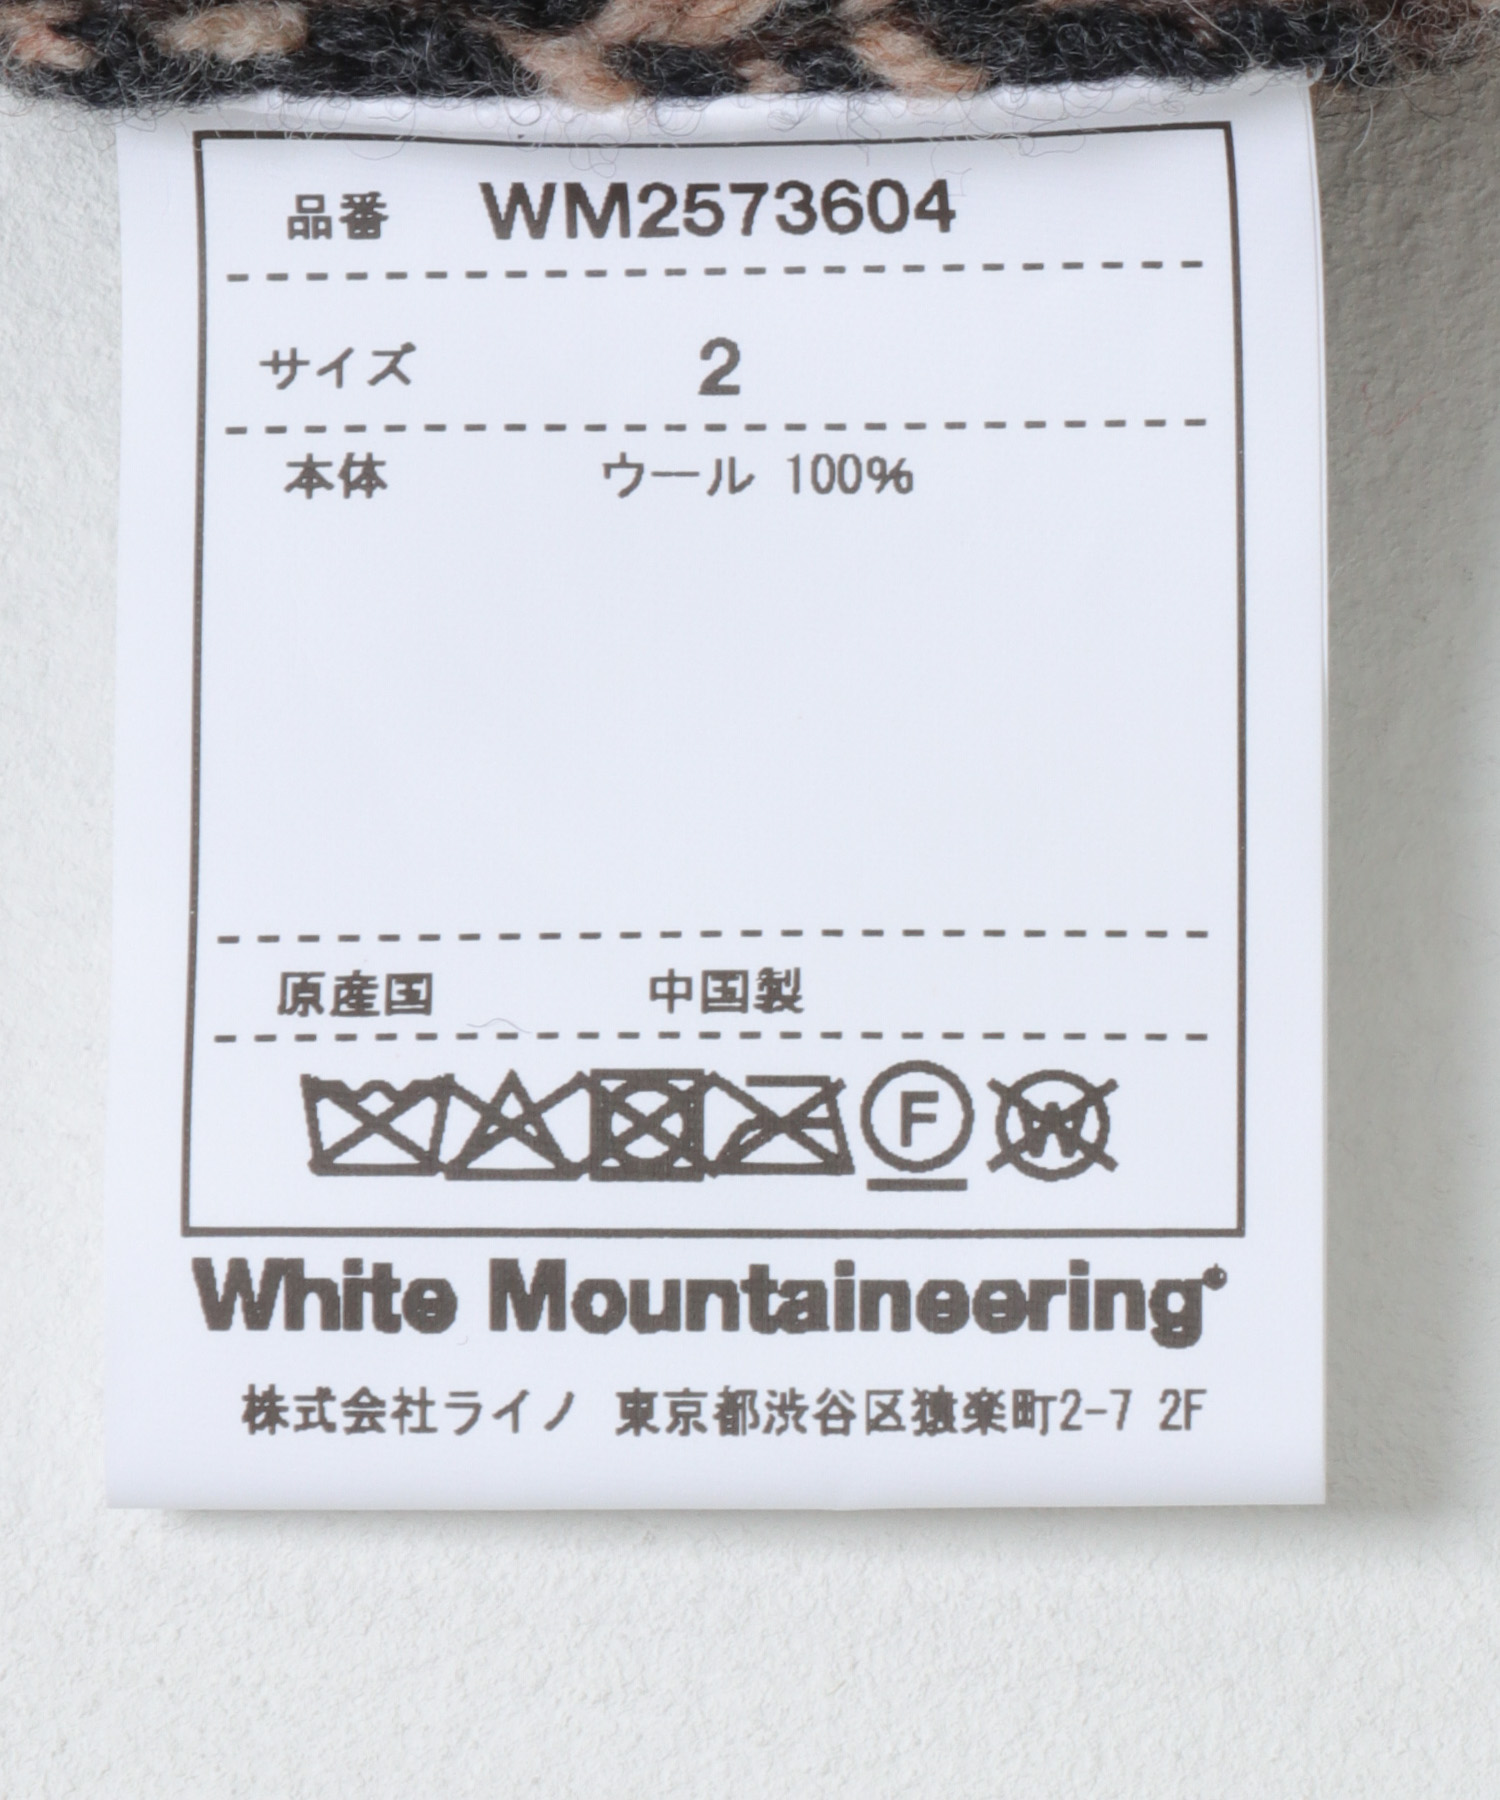 品番 WM2573604
サイズ 2
本体 ウール 100%
原産国 中国製
F W
White Mountaineering®
株式会社ライノ 東京都渋谷区猿楽町2-7 2F